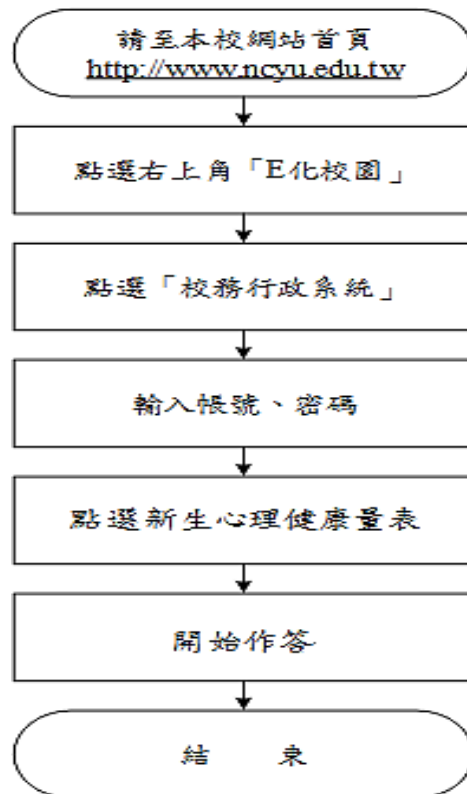 請至本校網站首頁
http://www.ncyu.edu.tw
點選右上角「E化校園」
點選「校務行政系統」
輸入帳號、密碼
點選新生心理健康量表
開始作答
結　　束